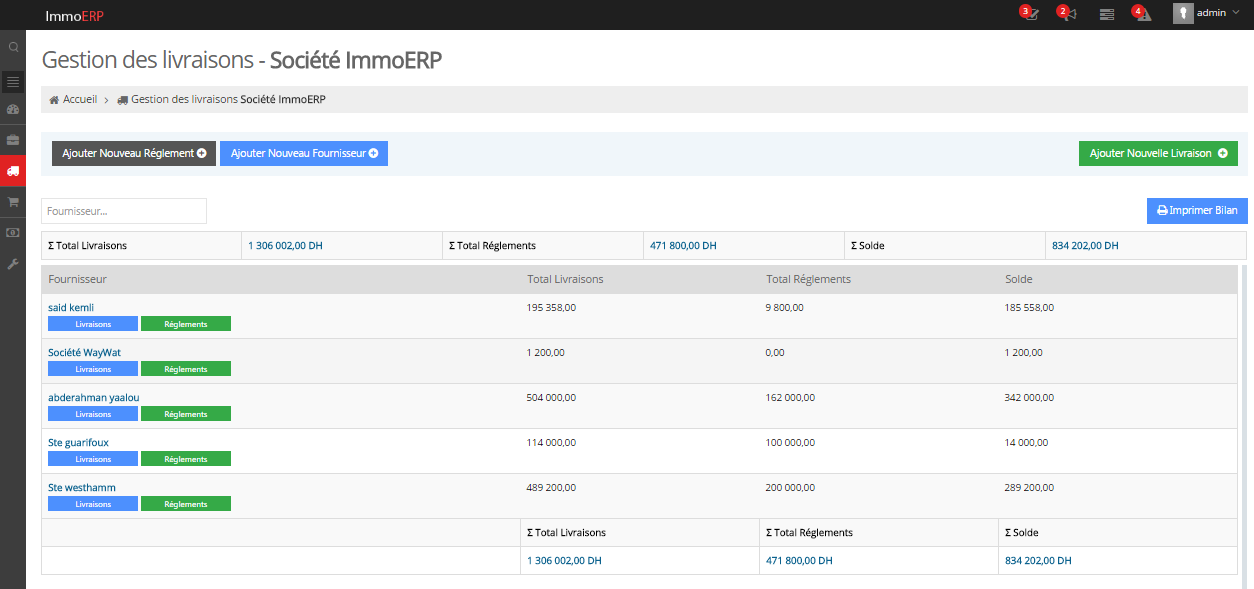 ImmoERP
3
2
4
admin
Gestion des livraisons - Société ImmoERP
Accueil > Gestion des livraisons Société ImmoERP
Ajouter Nouveau Réglement
Ajouter Nouveau Fournisseur
Ajouter Nouvelle Livraison
Fournisseur...
Imprimer Bilan
Σ Total Livraisons 1 306 002,00 DH Σ Total Réglements 471 800,00 DH Σ Solde 834 202,00 DH
Fournisseur Total Livraisons Total Réglements Solde
said kemli 195 358,00 9 800,00 185 558,00
Livraisons Réglements
Société WayWat 1 200,00 0,00 1 200,00
Livraisons Réglements
abderahman yaalou 504 000,00 162 000,00 342 000,00
Livraisons Réglements
Ste guarifoux 114 000,00 100 000,00 14 000,00
Livraisons Réglements
Ste westhamm 489 200,00 200 000,00 289 200,00
Livraisons Réglements
Σ Total Livraisons Σ Total Réglements Σ Solde
1 306 002,00 DH 471 800,00 DH 834 202,00 DH